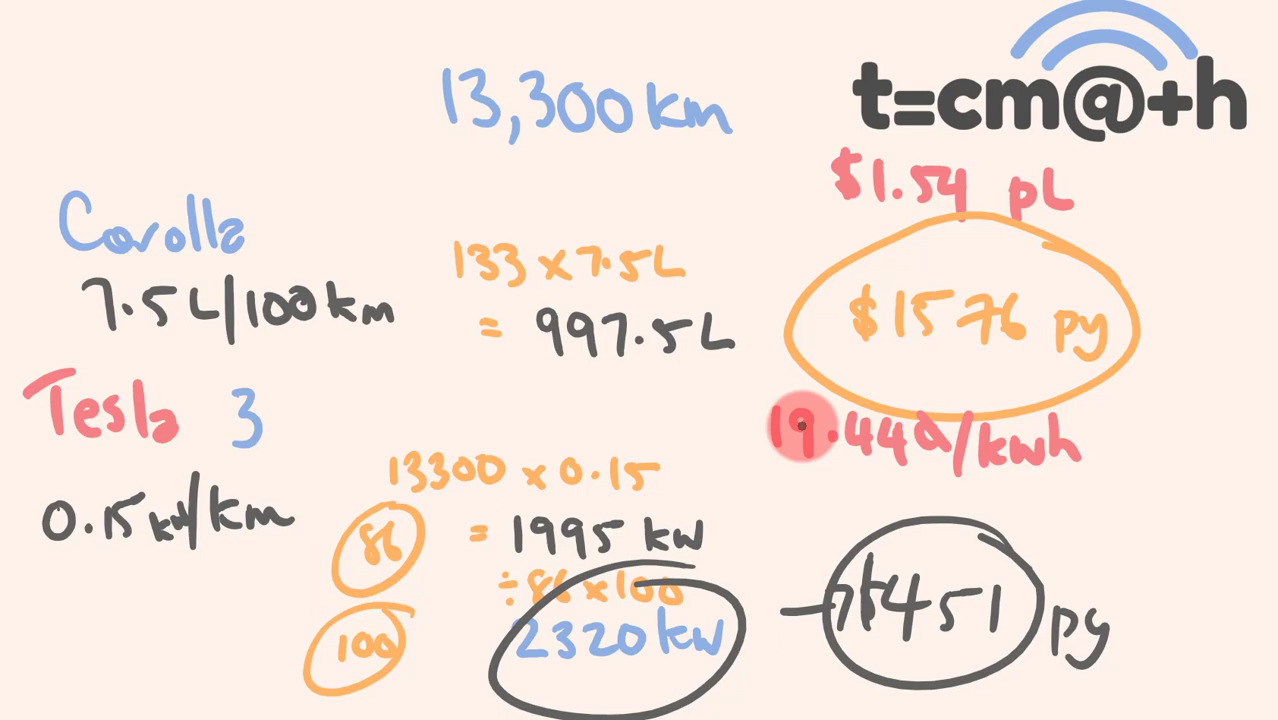 13,300 km
t=cm@+h
$1.54 pL
Corolla
7.5L/100km
133 x 7.5L
= 997.5L
$1576 py
Tesla 3
0.15kw/km
19.44¢/kwh
13300 x 0.15
86
= 1995 kw
÷86 x100
100
2320 kw
$451 py